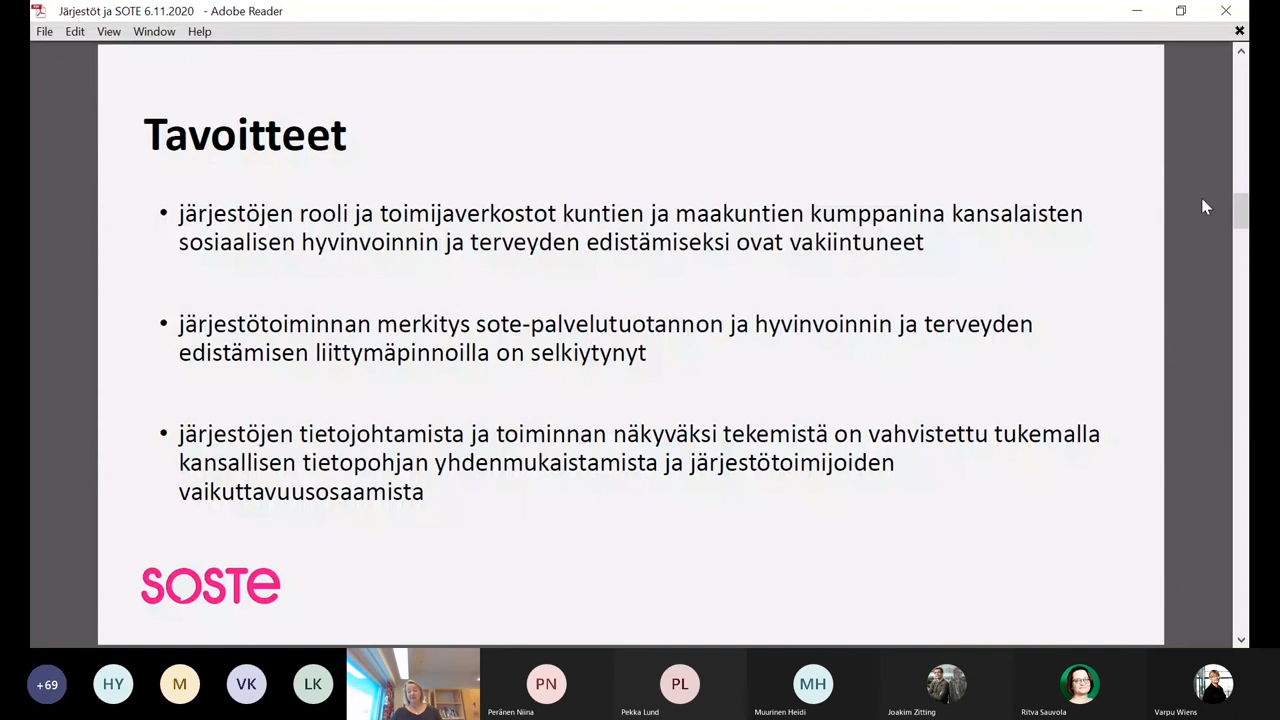 Järjestöt ja SOTE 6.11.2020 - Adobe Reader
File Edit View Window Help
Tavoitteet
• järjestöjen rooli ja toimijaverkostot kuntien ja maakuntien kumppanina kansalaisten
sosiaalisen hyvinvoinnin ja terveyden edistämiseksi ovat vakiintuneet
• järjestötoiminnan merkitys sote-palvelutuotannon ja hyvinvoinnin ja terveyden
edistämisen liittymäpinnoilla on selkiytynyt
• järjestöjen tietojohtamista ja toiminnan näkyväksi tekemistä on vahvistettu tukemalla
kansallisen tietopohjan yhdenmukaistamista ja järjestötoimijoiden
vaikuttavuusosaamista
soste
+69 HY M VK LK PN PL MH
Peränen Niina Pekka Lund Muurinen Heidi Joakim Zitting Ritva Sauvola Varpu Wiens